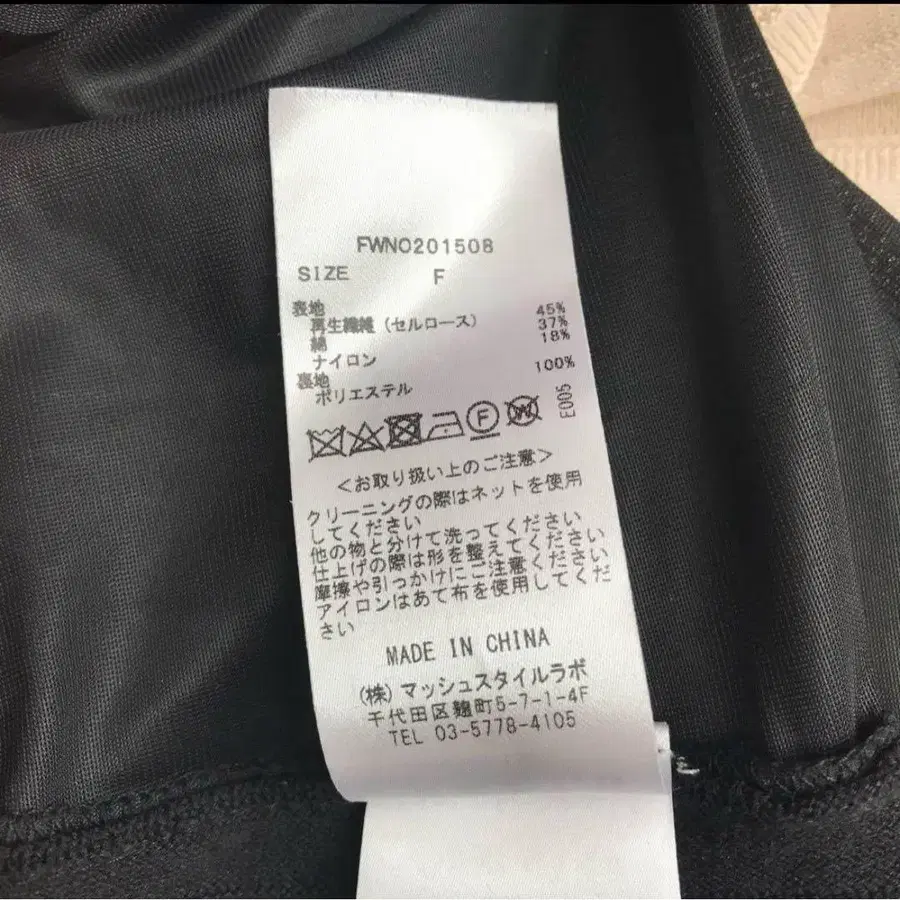 FWNO201508
SIZE F
表地
再生繊維(セルロース) 45%
綿 37%
ナイロン 18%
裏地
ポリエステル 100%
F W E005
<お取り扱い上のご注意>
クリーニングの際はネットを使用
してください
他の物と分けて洗ってください
仕上げの際は形を整えてください
摩擦や引っかけにご注意ください
アイロンはあて布を使用してくだ
さい
MADE IN CHINA
(株)マッシュスタイルラボ
千代田区麹町5-7-1-4F
TEL 03-5778-4105